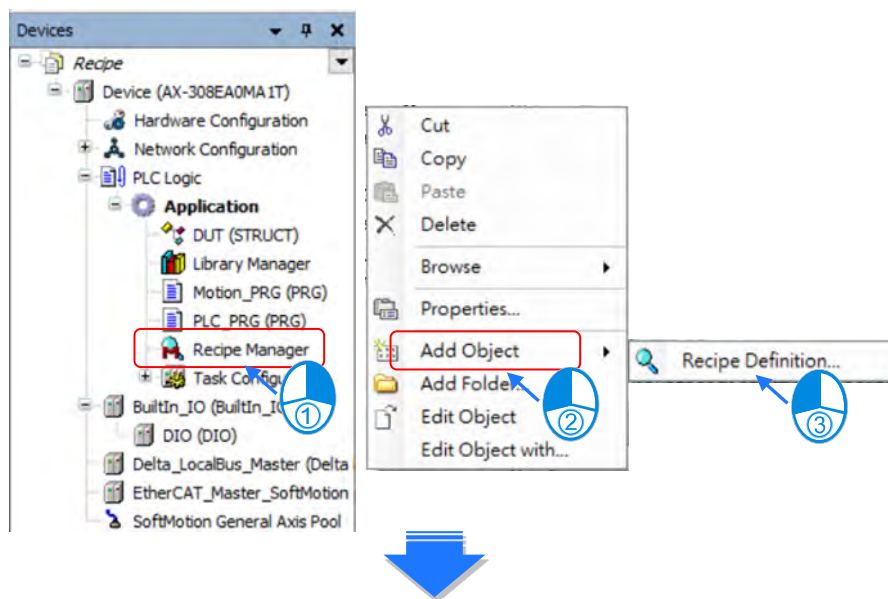 Devices
Recipe
Device (AX-308EA0MA1T)
Hardware Configuration
Network Configuration
PLC Logic
Application
DUT (STRUCT)
Library Manager
Motion_PRG (PRG)
PLC_PRG (PRG)
Recipe Manager
Task Configu
BuiltIn_IO (BuiltIn_IO
DIO (DIO)
Delta_LocalBus_Master (Delta
EtherCAT_Master_SoftMotion
SoftMotion General Axis Pool
①
Cut
Copy
Paste
Delete
Browse
Properties...
Add Object
Add Folder...
Edit Object
Edit Object with...
②
Recipe Definition...
③